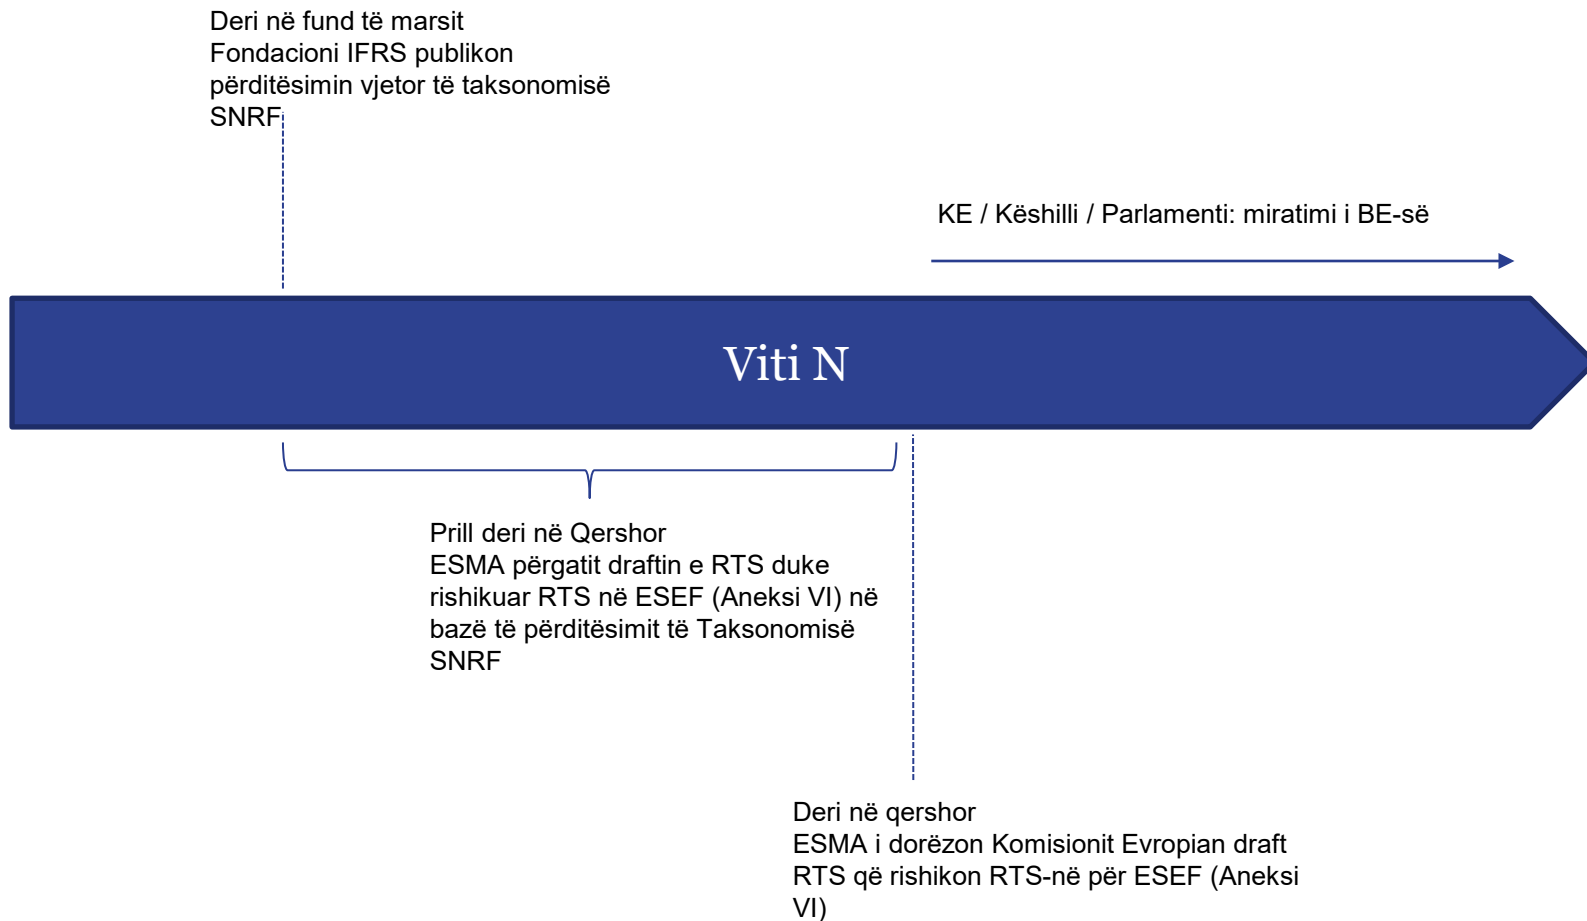 Deri në fund të marsit
Fondacioni IFRS publikon
përditësimin vjetor të taksonomisë
SNRF
KE / Këshilli / Parlamenti: miratimi i BE-së
Viti N
Prill deri në Qershor
ESMA përgatit draftin e RTS duke
rishikuar RTS në ESEF (Aneksi VI) në
bazë të përditësimit të Taksonomisë
SNRF
Deri në qershor
ESMA i dorëzon Komisionit Evropian draft
RTS që rishikon RTS-në për ESEF (Aneksi
VI)